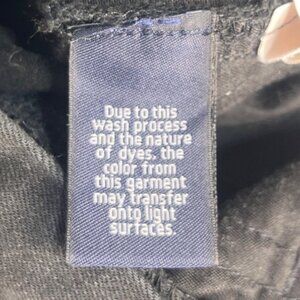 Due to this
wash process
and the nature
of dyes, the
color from
this garment
may transfer
onto light
surfaces.